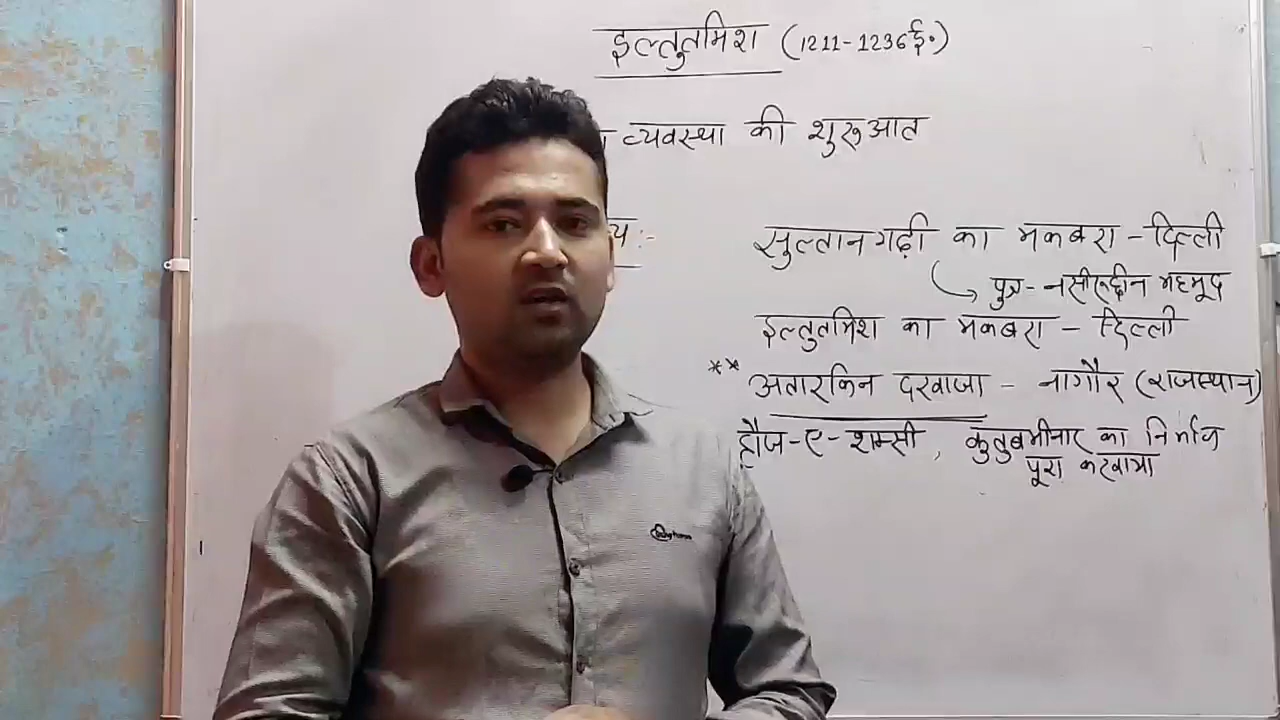 इल्तुतमिश (1211-1236ई०)
व्यवस्था की शुरुआत
सुल्तानगढ़ी का मकबरा - दिल्ली
पुत्र - नसीरुद्दीन महमूद
इल्तुतमिश का मकबरा - दिल्ली
** अतारकिन दरवाजा - नागौर (राजस्थान)
हौज-ए-शम्सी, कुतुबमीनार का निर्माण
पूरा करवाया